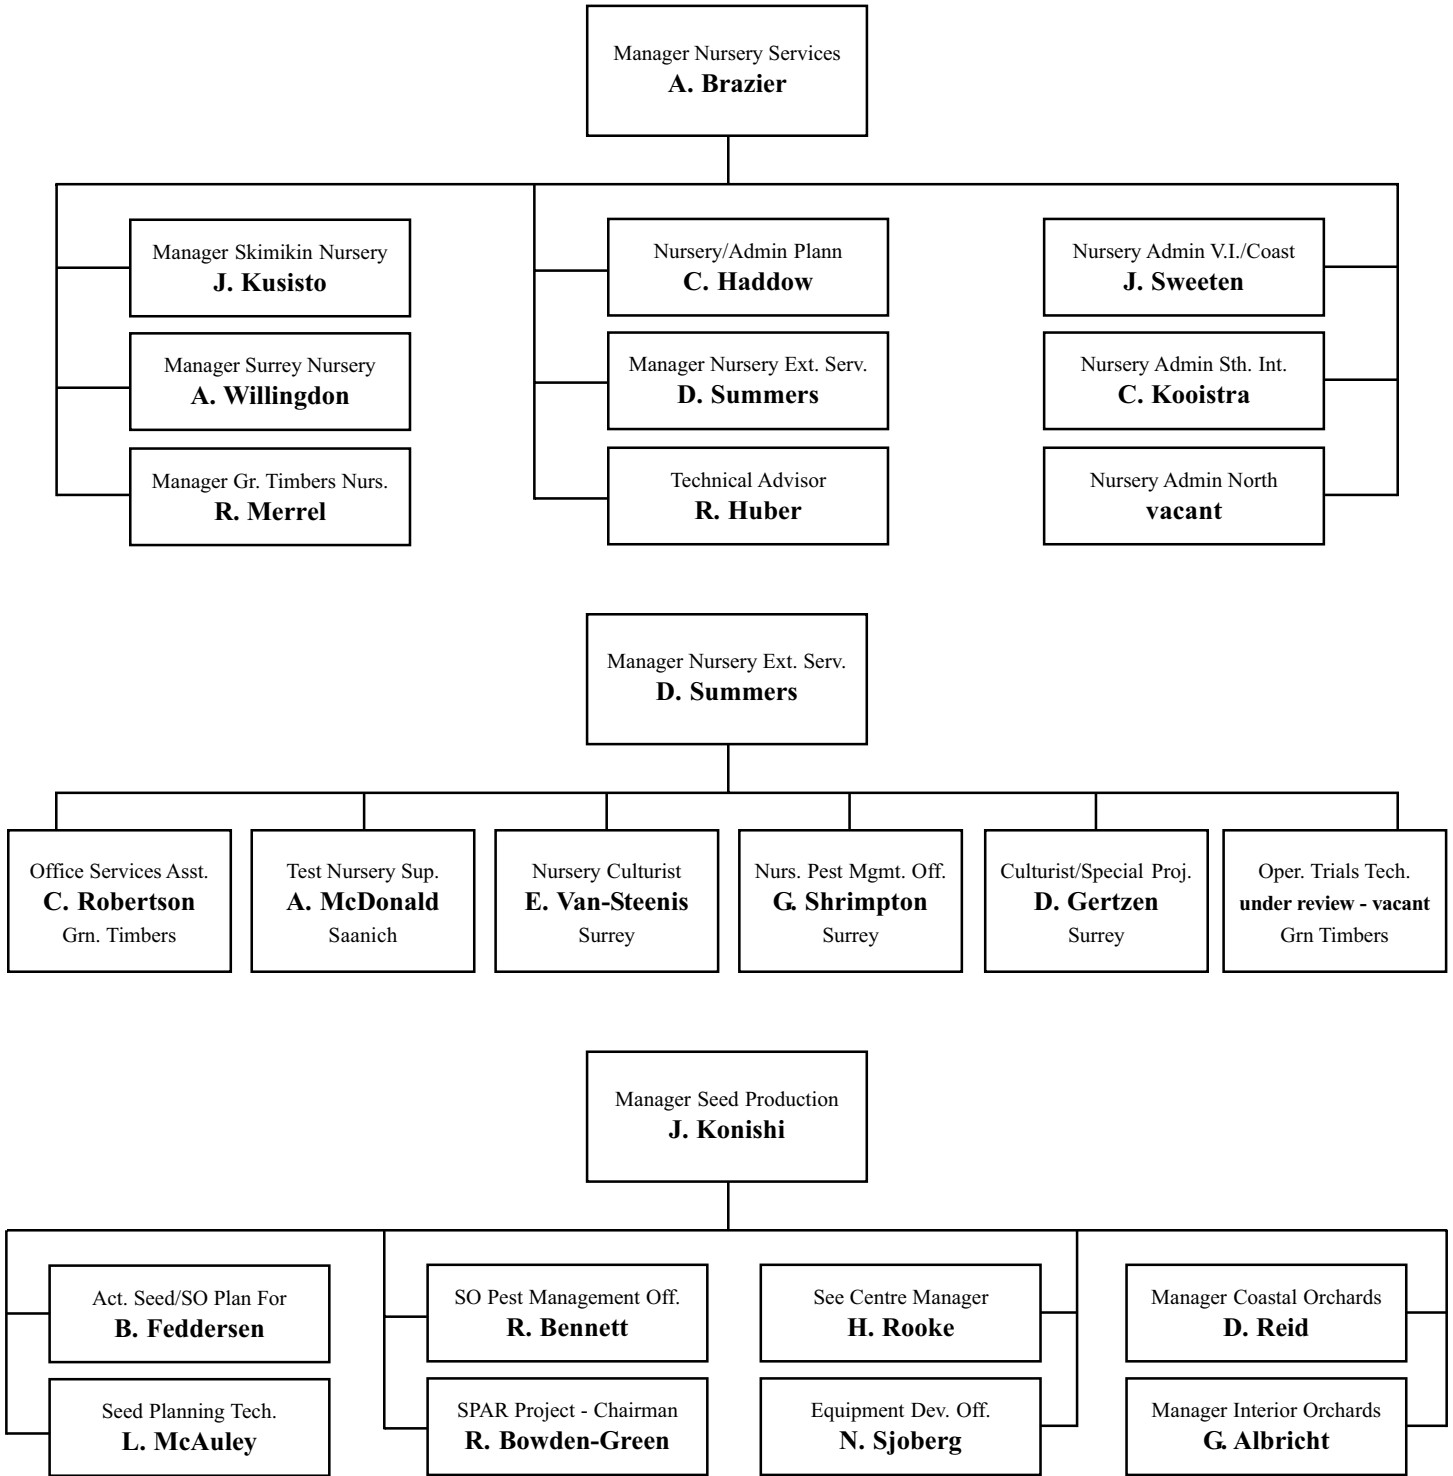 Manager Nursery Services
A. Brazier
Manager Skimikin Nursery
J. Kusisto
Nursery/Admin Plann
C. Haddow
Nursery Admin V.I./Coast
J. Sweeten
Manager Surrey Nursery
A. Willingdon
Manager Nursery Ext. Serv.
D. Summers
Nursery Admin Sth. Int.
C. Kooistra
Manager Gr. Timbers Nurs.
R. Merrel
Technical Advisor
R. Huber
Nursery Admin North
vacant
Manager Nursery Ext. Serv.
D. Summers
Office Services Asst.
C. Robertson
Grn. Timbers
Test Nursery Sup.
A. McDonald
Saanich
Nursery Culturist
E. Van-Steenis
Surrey
Nurs. Pest Mgmt. Off.
G. Shrimpton
Surrey
Culturist/Special Proj.
D. Gertzen
Surrey
Oper. Trials Tech.
under review - vacant
Grn Timbers
Manager Seed Production
J. Konishi
Act. Seed/SO Plan For
B. Feddersen
SO Pest Management Off.
R. Bennett
See Centre Manager
H. Rooke
Manager Coastal Orchards
D. Reid
Seed Planning Tech.
L. McAuley
SPAR Project - Chairman
R. Bowden-Green
Equipment Dev. Off.
N. Sjoberg
Manager Interior Orchards
G. Albricht